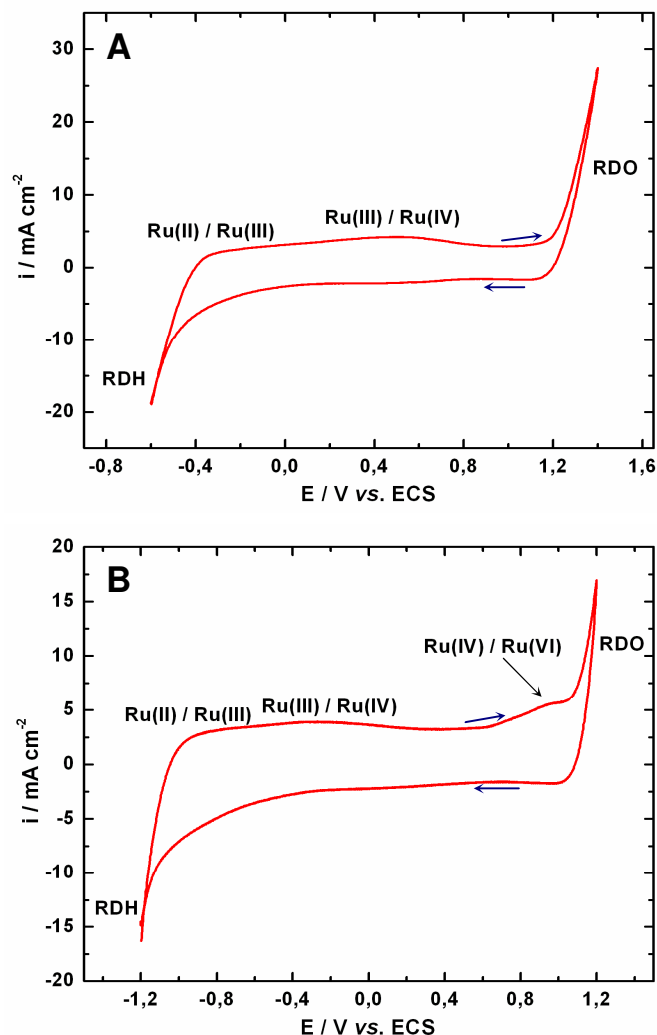 A
30
20
10
0
-10
-20
i / mA cm-2
RDO
Ru(III) / Ru(IV)
Ru(II) / Ru(III)
RDH
-0,8 -0,4 0,0 0,4 0,8 1,2 1,6
E / V vs. ECS
B
20
15
10
5
0
-5
-10
-15
-20
i / mA cm-2
Ru(IV) / Ru(VI)
RDO
Ru(II) / Ru(III)
Ru(III) / Ru(IV)
RDH
-1,2 -0,8 -0,4 0,0 0,4 0,8 1,2
E / V vs. ECS